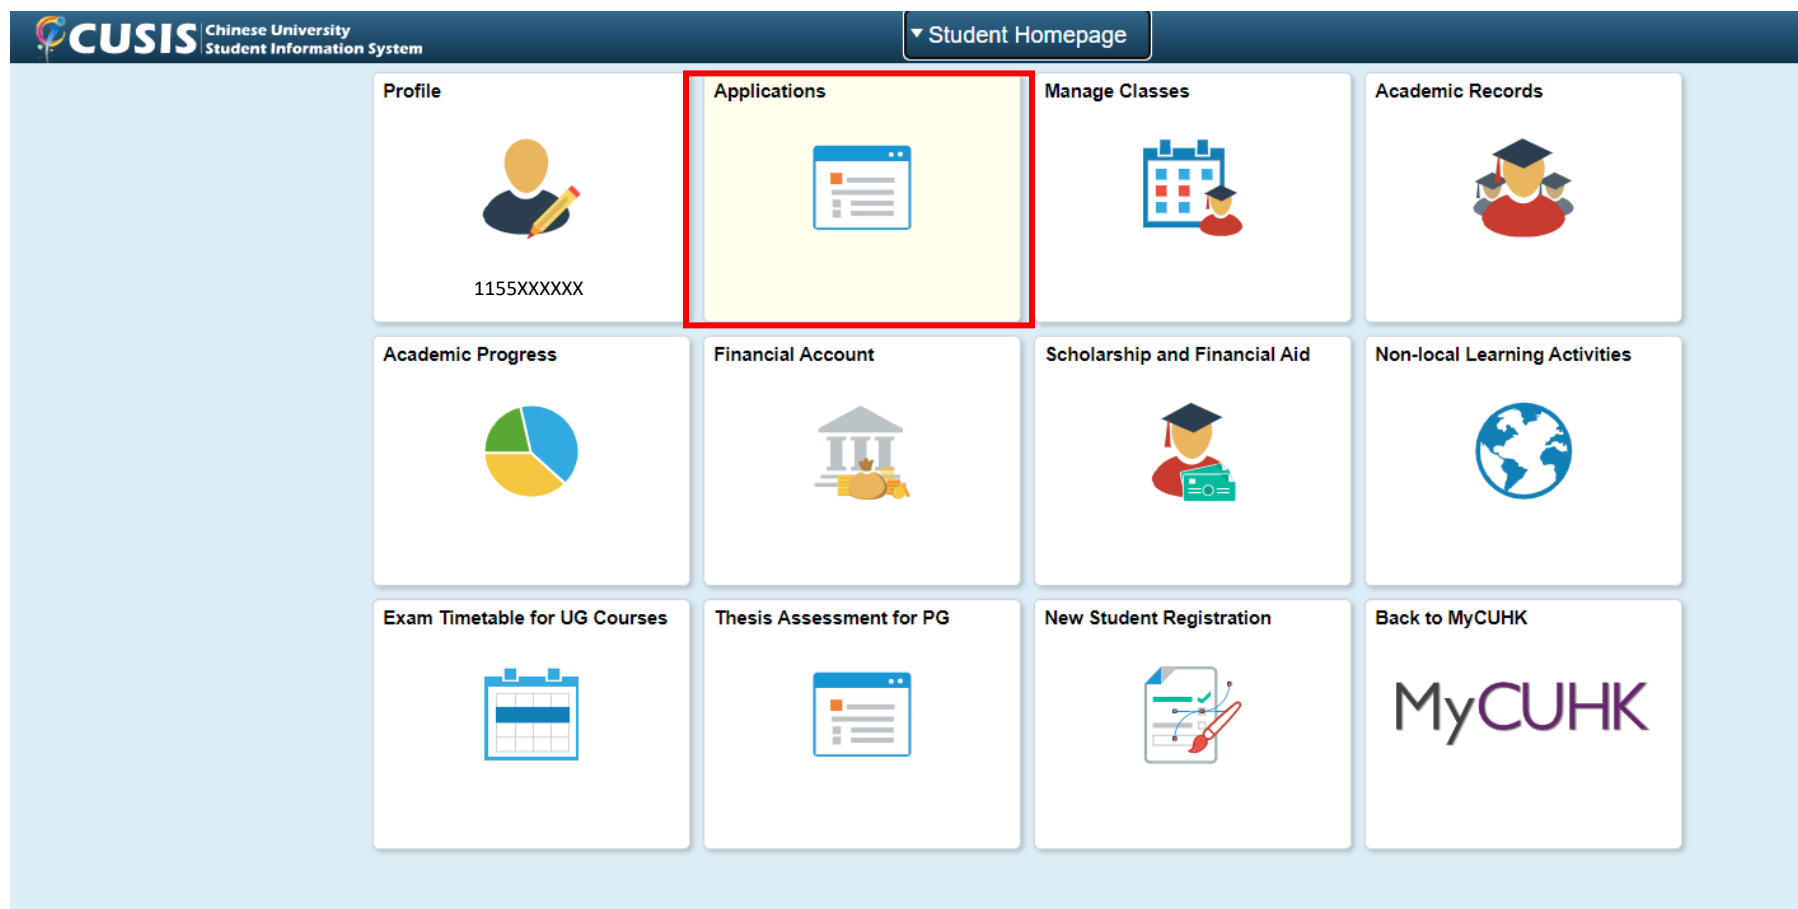 CUSIS Chinese University
Student Information System
Student Homepage
Profile
1155XXXXXX
Applications
Manage Classes
Academic Records
Academic Progress
Financial Account
Scholarship and Financial Aid
Non-local Learning Activities
Exam Timetable for UG Courses
Thesis Assessment for PG
New Student Registration
Back to MyCUHK
MyCUHK